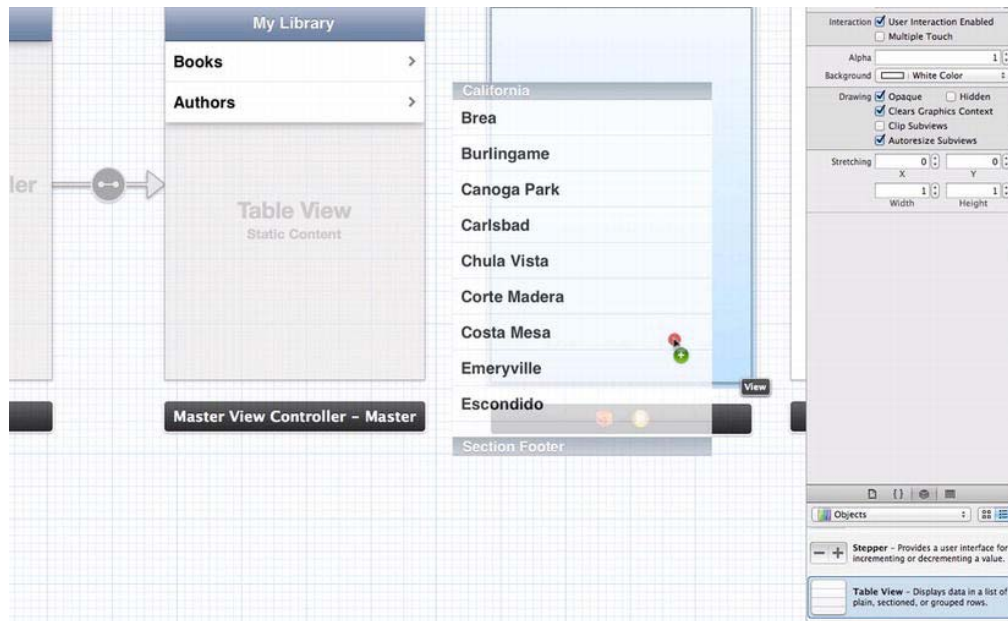 ler
My Library
Books
Authors
Table View
Static Content
Master View Controller – Master
California
Brea
Burlingame
Canoga Park
Carlsbad
Chula Vista
Corte Madera
Costa Mesa
Emeryville
Escondido
Section Footer
View
Interaction User Interaction Enabled
Multiple Touch
Alpha 1
Background White Color
Drawing Opaque Hidden
Clears Graphics Context
Clip Subviews
Autoresize Subviews
Stretching 0 0
X Y
1 1
Width Height
{}
Objects
Stepper – Provides a user interface for
incrementing or decrementing a value.
Table View – Displays data in a list of
plain, sectioned, or grouped rows.